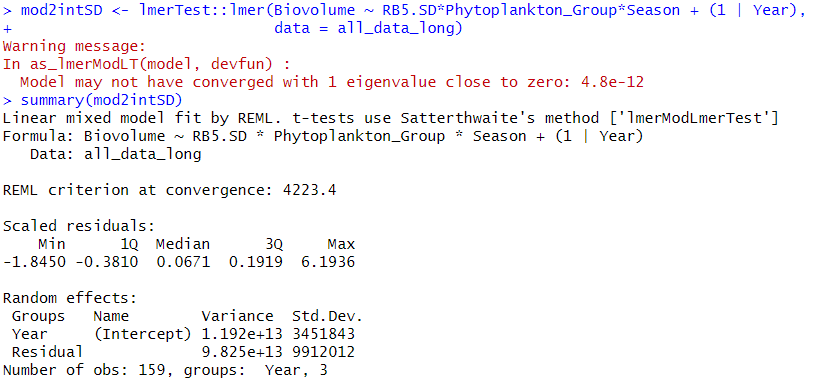 > mod2intSD <- lmerTest::lmer(Biovolume ~ RB5.SD*Phytoplankton_Group*Season + (1 | Year),
+                             data = all_data_long)
Warning message:
In as_lmerModLT(model, devfun) :
  Model may not have converged with 1 eigenvalue close to zero: 4.8e-12
> summary(mod2intSD)
Linear mixed model fit by REML. t-tests use Satterthwaite's method ['lmerModLmerTest']
Formula: Biovolume ~ RB5.SD * Phytoplankton_Group * Season + (1 | Year)
   Data: all_data_long

REML criterion at convergence: 4223.4

Scaled residuals:
    Min      1Q  Median      3Q     Max
-1.8450 -0.3810  0.0671  0.1919  6.1936

Random effects:
 Groups   Name        Variance  Std.Dev.
 Year     (Intercept) 1.192e+13 3451843
 Residual             9.825e+13 9912012
Number of obs: 159, groups:  Year, 3